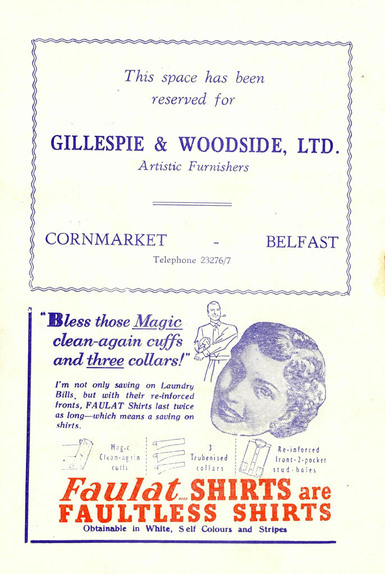 This space has been
reserved for
GILLESPIE & WOODSIDE, LTD.
Artistic Furnishers
CORNMARKET - BELFAST
Telephone 23276/7
"Bless those Magic
clean-again cuffs
and three collars!"
I'm not only saving on Laundry
Bills, but with their re-inforced
fronts, FAULAT Shirts last twice
as long—which means a saving on
shirts.
Magic
Clean-again
cuffs
3
Trubenised
collars
Re-inforced
front-2-pocket
stud-holes
Faulat... SHIRTS are
FAULTLESS SHIRTS
Obtainable in White, Self Colours and Stripes